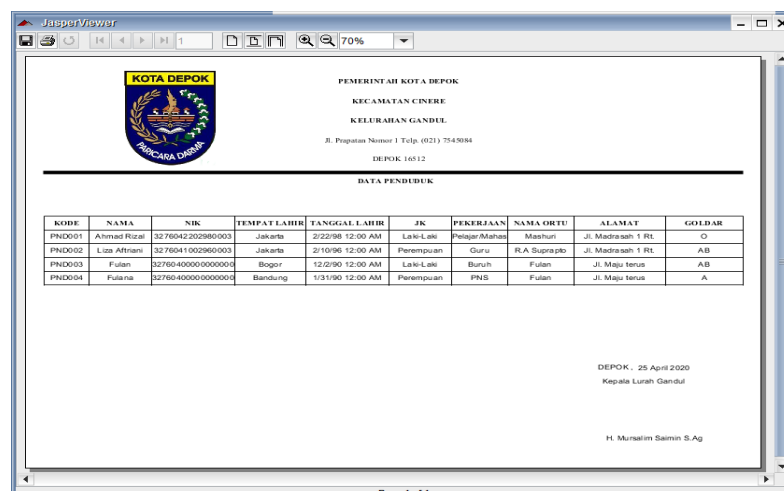 JasperViewer
1
70%
KOTA DEPOK
PARICARA DARMA
PEMERINTAH KOTA DEPOK
KECAMATAN CINERE
KELURAHAN GANDUL
Jl. Prapatan Nomor 1 Telp. (021) 7545084
DEPOK 16512
DATA PENDUDUK
KODE NAMA NIK TEMPAT LAHIR TANGGAL LAHIR JK PEKERJAAN NAMA ORTU ALAMAT GOLDAR
PND001 Ahmad Rizal 3276042202980003 Jakarta 2/22/98 12:00 AM Laki-Laki Pelajar/Mahas Mashuri Jl. Madrasah 1 Rt. O
PND002 Liza Aftriani 3276041002960003 Jakarta 2/10/96 12:00 AM Perempuan Guru R.A Suprapto Jl. Madrasah 1 Rt. AB
PND003 Fulan 32760400000000000 Bogor 12/2/90 12:00 AM Laki-Laki Buruh Fulan Jl. Maju terus AB
PND004 Fulana 32760400000000000 Bandung 1/31/90 12:00 AM Perempuan PNS Fulan Jl. Maju terus A
DEPOK, 25 April 2020
Kepala Lurah Gandul
H. Mursalim Saimin S.Ag